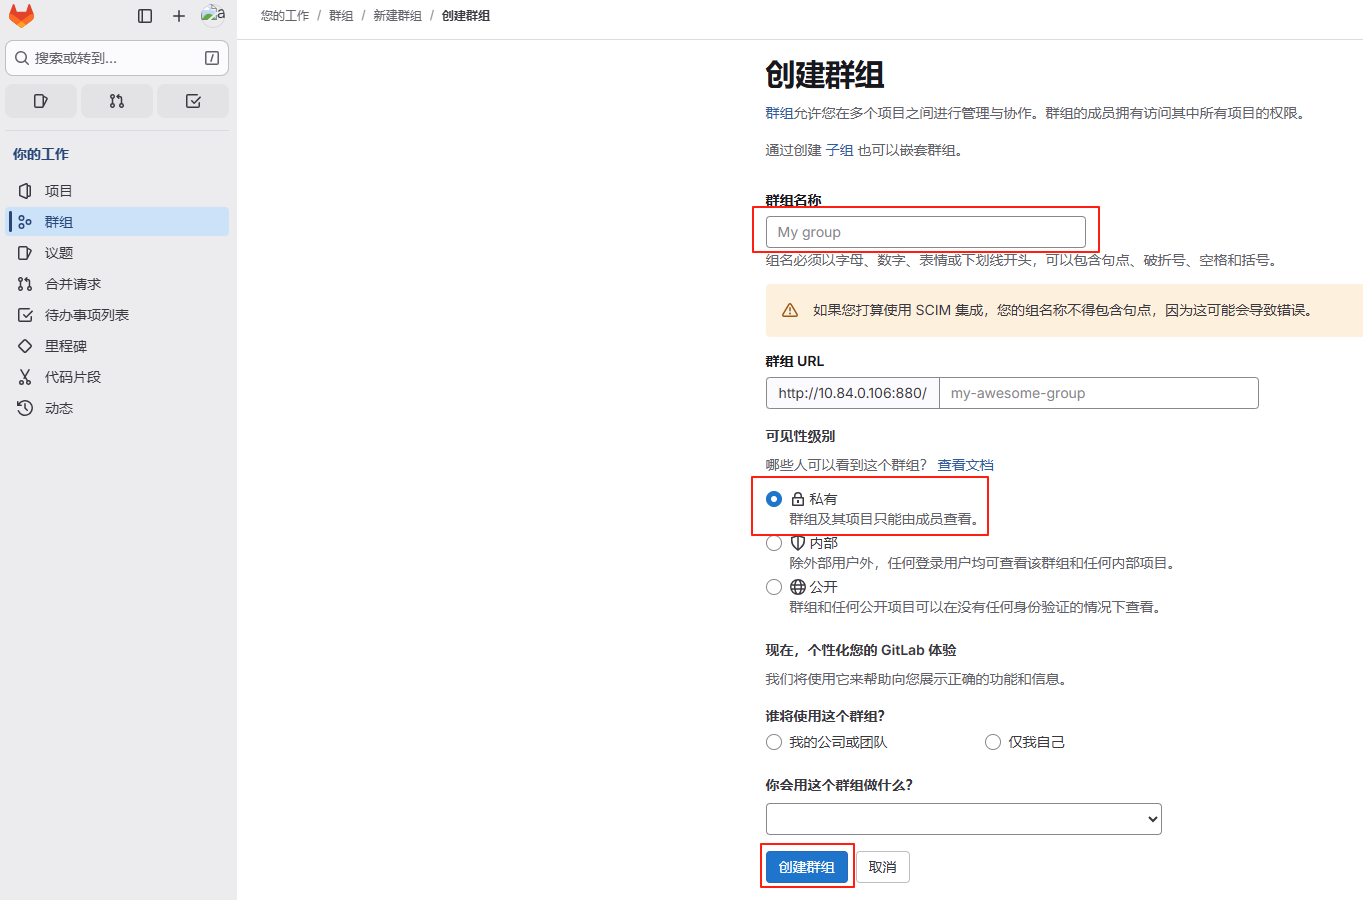 a
您的工作 / 群组 / 新建群组 / 创建群组
搜索或转到... /
你的工作
项目
群组
议题
合并请求
待办事项列表
里程碑
代码片段
动态
创建群组
群组允许您在多个项目之间进行管理与协作。群组的成员拥有访问其中所有项目的权限。
通过创建 子组 也可以嵌套群组。
群组名称
My group
组名必须以字母、数字、表情或下划线开头，可以包含句点、破折号、空格和括号。
如果您打算使用 SCIM 集成，您的组名称不得包含句点，因为这可能会导致错误。
群组 URL
http://10.84.0.106:880/ my-awesome-group
可见性级别
哪些人可以看到这个群组？ 查看文档
私有
群组及其项目只能由成员查看。
内部
除外部用户外，任何登录用户均可查看该群组和任何内部项目。
公开
群组和任何公开项目可以在没有任何身份验证的情况下查看。
现在，个性化您的 GitLab 体验
我们将使用它来帮助向您展示正确的功能和信息。
谁将使用这个群组？
我的公司或团队 仅我自己
你会用这个群组做什么？
创建群组 取消